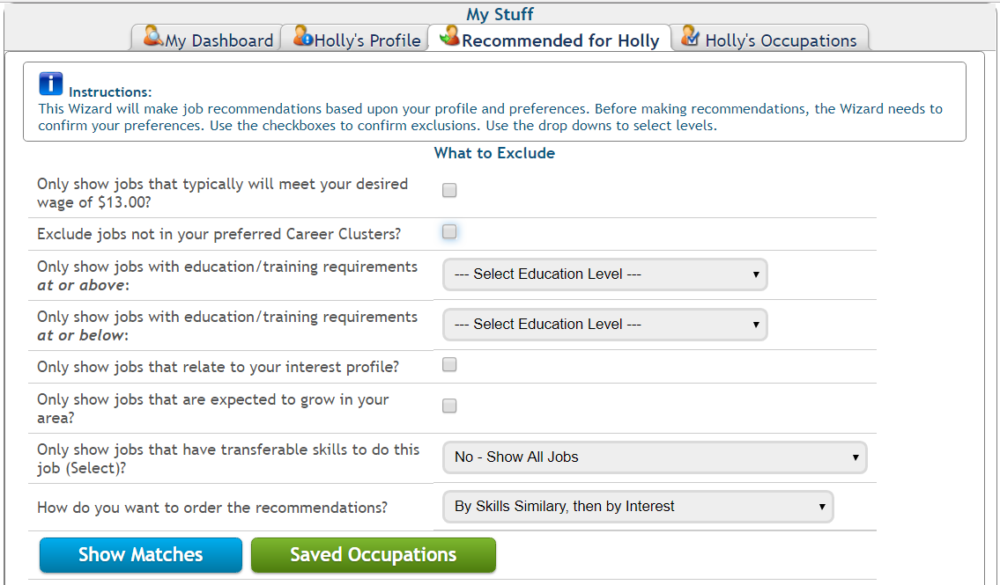 My Stuff
My Dashboard
Holly's Profile
Recommended for Holly
Holly's Occupations
i
Instructions:
This Wizard will make job recommendations based upon your profile and preferences. Before making recommendations, the Wizard needs to
confirm your preferences. Use the checkboxes to confirm exclusions. Use the drop downs to select levels.
What to Exclude
Only show jobs that typically will meet your desired
wage of $13.00?
Exclude jobs not in your preferred Career Clusters?
Only show jobs with education/training requirements
at or above:
--- Select Education Level ---
Only show jobs with education/training requirements
at or below:
--- Select Education Level ---
Only show jobs that relate to your interest profile?
Only show jobs that are expected to grow in your
area?
Only show jobs that have transferable skills to do this
job (Select)?
No - Show All Jobs
How do you want to order the recommendations?
By Skills Similary, then by Interest
Show Matches
Saved Occupations